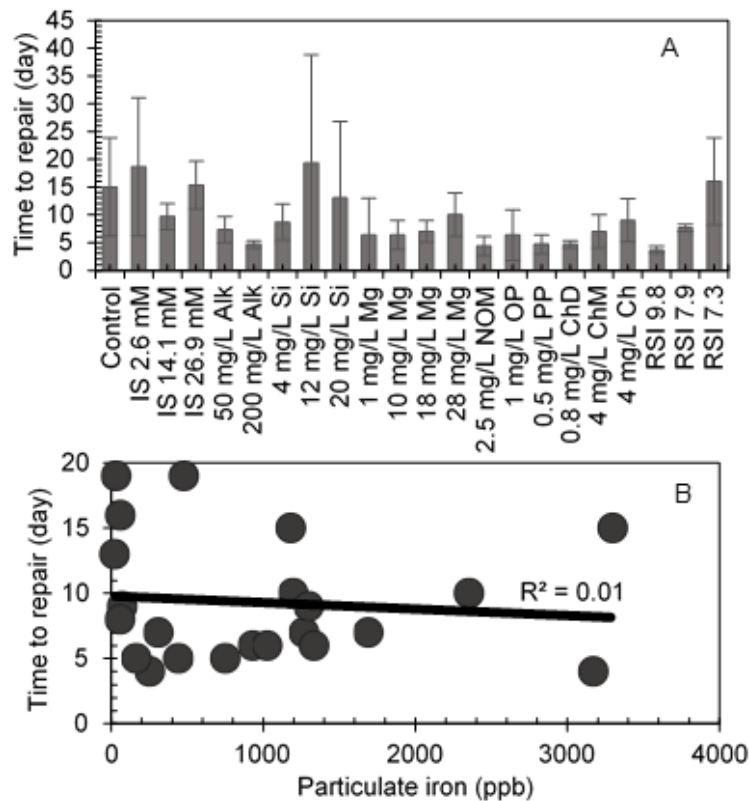 A
Time to repair (day)
45
40
35
30
25
20
15
10
5
0
Control
IS 2.6 mM
IS 14.1 mM
IS 26.9 mM
50 mg/L Alk
200 mg/L Alk
4 mg/L Si
12 mg/L Si
20 mg/L Si
1 mg/L Mg
10 mg/L Mg
18 mg/L Mg
28 mg/L Mg
2.5 mg/L NOM
1 mg/L OP
0.5 mg/L PP
0.8 mg/L ChD
4 mg/L ChM
4 mg/L Ch
RSI 9.8
RSI 7.9
RSI 7.3
B
Time to repair (day)
20
15
10
5
0
R² = 0.01
0 1000 2000 3000 4000
Particulate iron (ppb)